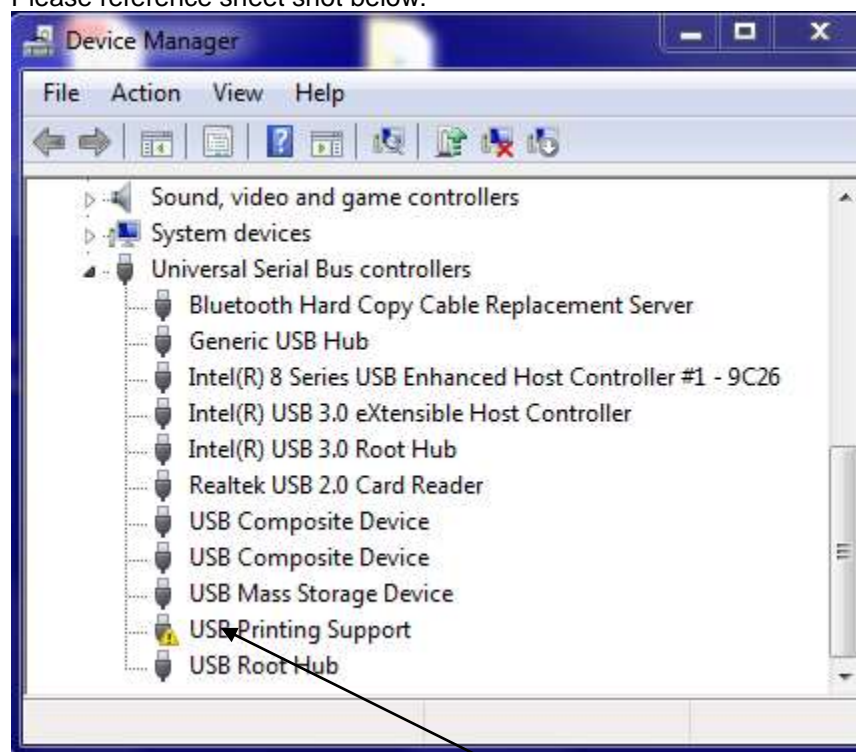 Please reference sheet shot below.
Device Manager
File Action View Help
Sound, video and game controllers
System devices
Universal Serial Bus controllers
Bluetooth Hard Copy Cable Replacement Server
Generic USB Hub
Intel(R) 8 Series USB Enhanced Host Controller #1 - 9C26
Intel(R) USB 3.0 eXtensible Host Controller
Intel(R) USB 3.0 Root Hub
Realtek USB 2.0 Card Reader
USB Composite Device
USB Composite Device
USB Mass Storage Device
USB Printing Support
USB Root Hub